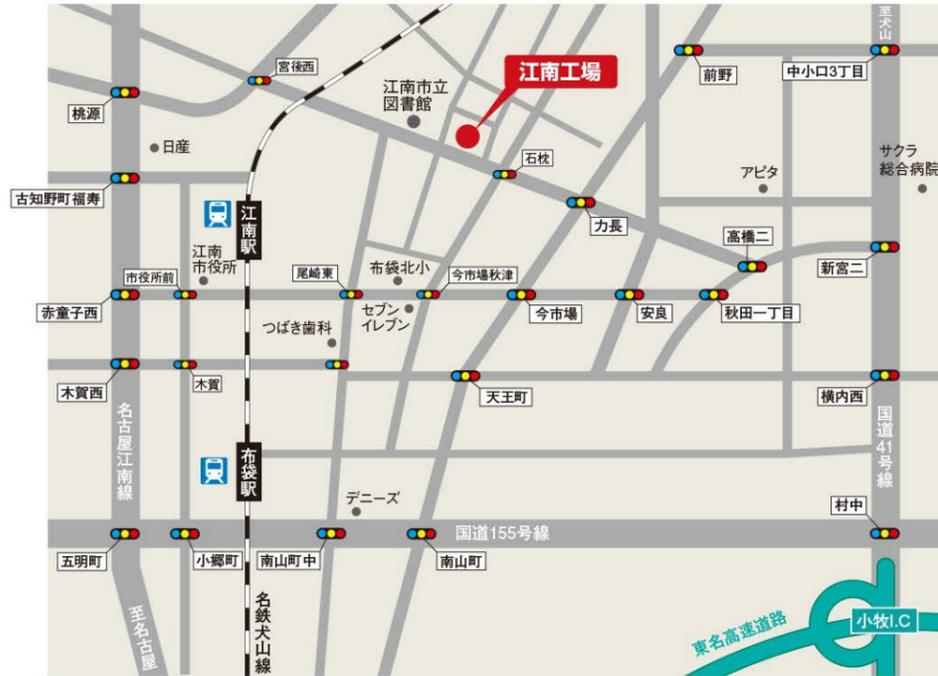 至犬山
宮後西
江南工場
前野
中小口3丁目
江南市立
図書館
桃源
日産
石枕
アピタ
サクラ
総合病院
古知野町福寿
江南駅
力長
高橋二
新宮二
江南
市役所
市役所前
尾崎東
布袋北小
今市場秋津
赤童子西
セブン
イレブン
今市場
安良
秋田一丁目
つばき歯科
木賀西
木賀
天王町
横内西
名古屋江南線
国道41号線
布袋駅
デニーズ
村中
国道155号線
五明町
小郷町
南山町中
南山町
至名古屋
名鉄犬山線
東名高速道路
小牧I.C